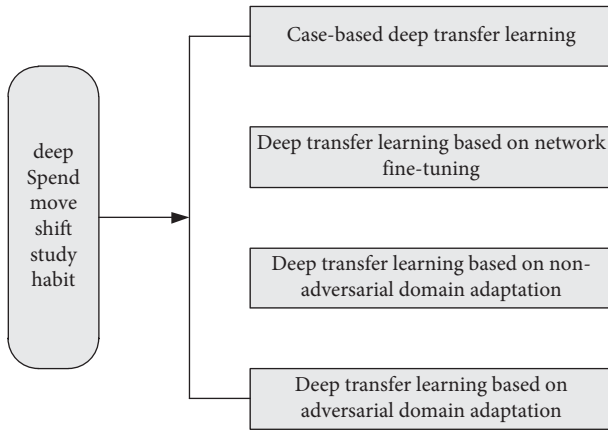 deep
Spend
move
shift
study
habit
Case-based deep transfer learning
Deep transfer learning based on network
fine-tuning
Deep transfer learning based on non-
adversarial domain adaptation
Deep transfer learning based on
adversarial domain adaptation